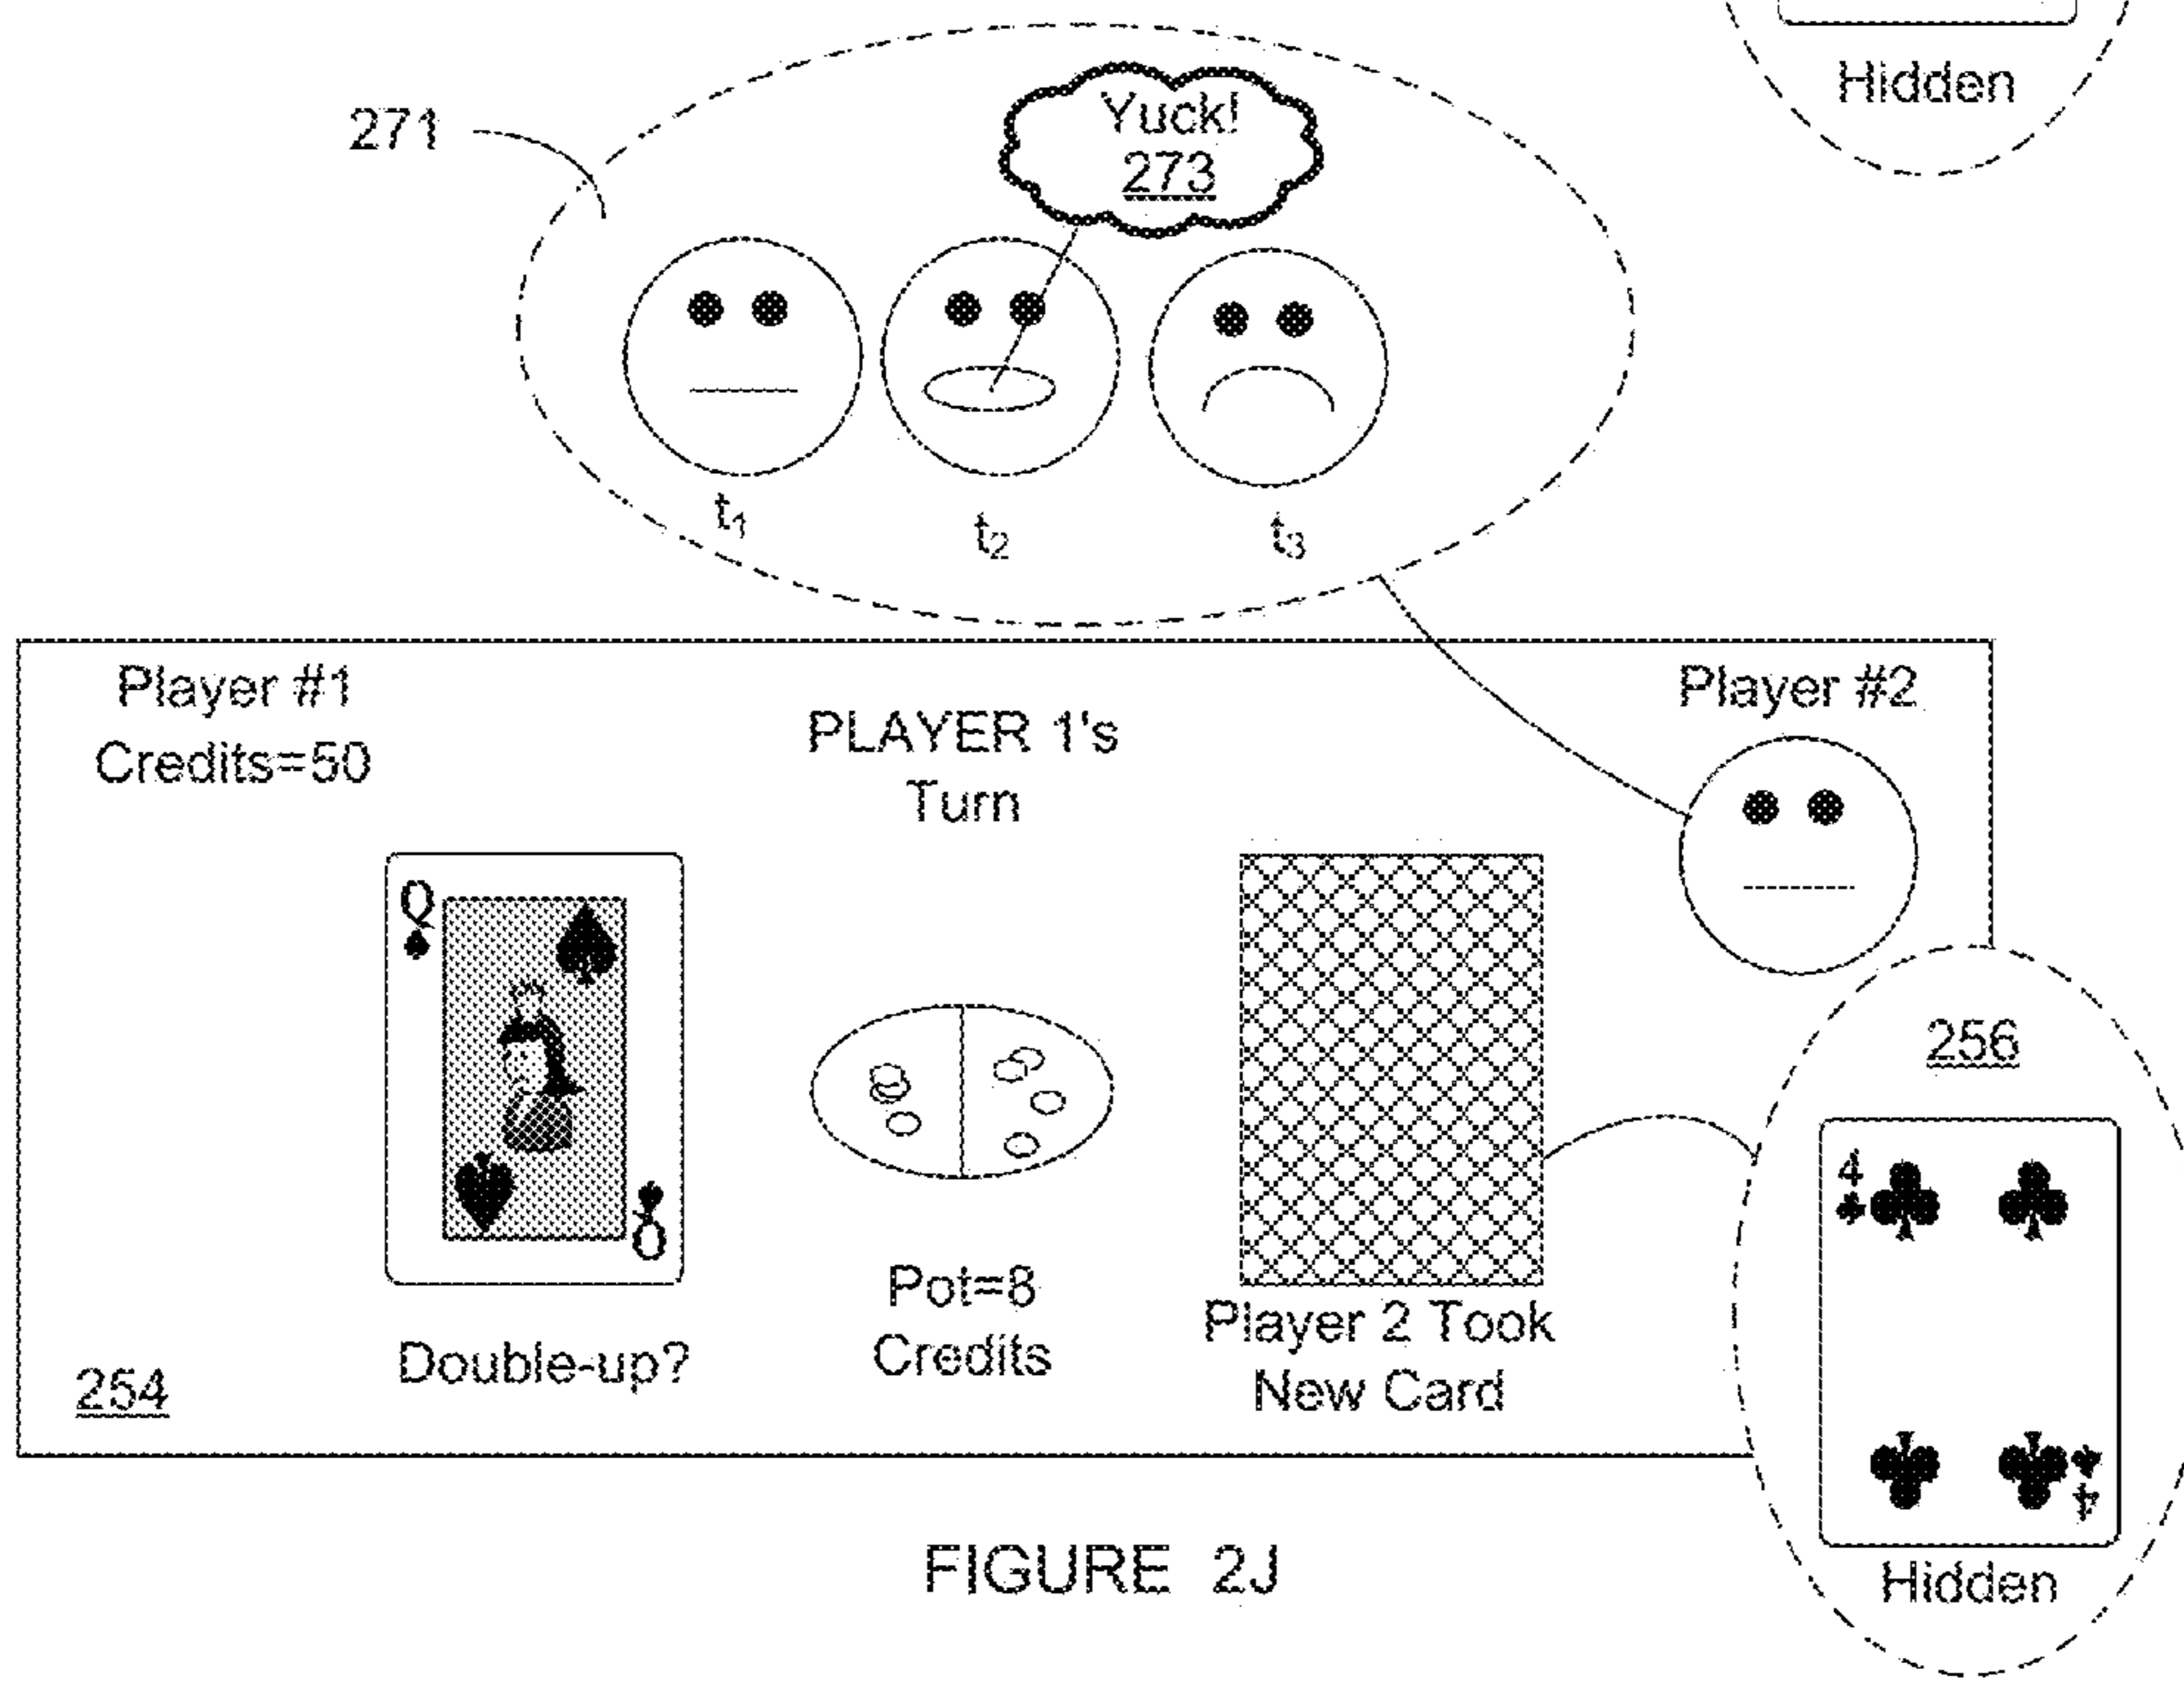 Hidden
271
Yuck!
273
t1
t2
t3
Player #1
Credits=50
PLAYER 1's
Turn
Player #2
Q
Q
256
4
4
Hidden
Pot=8
Credits
Double-up?
Player 2 Took
New Card
254
FIGURE 2J